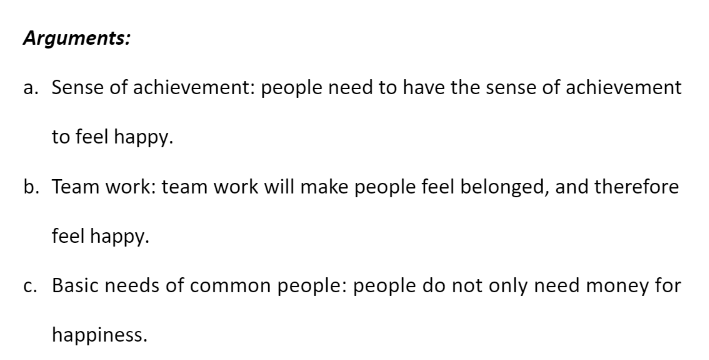 Arguments:
a. Sense of achievement: people need to have the sense of achievement
to feel happy.
b. Team work: team work will make people feel belonged, and therefore
feel happy.
c. Basic needs of common people: people do not only need money for
happiness.